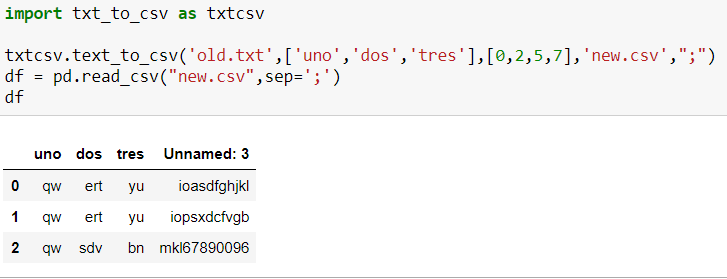 import txt_to_csv as txtcsv
txtcsv.text_to_csv('old.txt',['uno','dos','tres'],[0,2,5,7],'new.csv',";")
df = pd.read_csv("new.csv",sep=';')
df
uno dos tres Unnamed: 3
0 qw ert yu ioasdfghjkl
1 qw ert yu iopsxdcfvgb
2 qw sdv bn mkl67890096